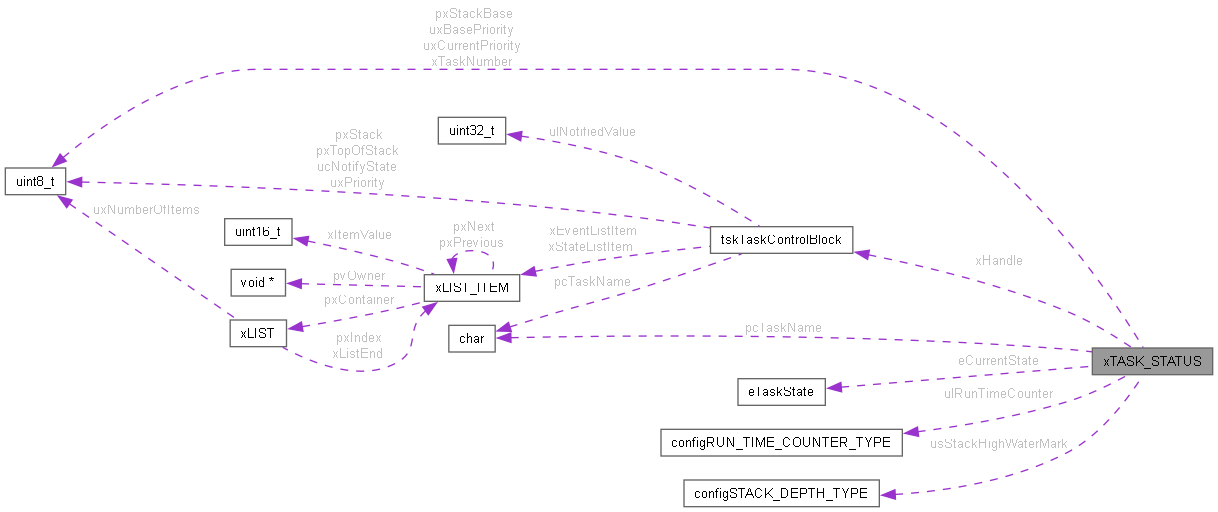 pxStackBase
uxBasePriority
uxCurrentPriority
xTaskNumber
uint32_t
ulNotifiedValue
pxStack
pxTopOfStack
ucNotifyState
uxPriority
uint8_t
uxNumberOfItems
uint16_t
xItemValue
pxNext
pxPrevious
xEventListItem
xStateListItem
tskTaskControlBlock
xHandle
void *
pvOwner
xLIST_ITEM
pcTaskName
pxContainer
xLIST
pxIndex
xListEnd
char
pcTaskName
xTASK_STATUS
eCurrentState
eTaskState
ulRunTimeCounter
configRUN_TIME_COUNTER_TYPE
usStackHighWaterMark
configSTACK_DEPTH_TYPE